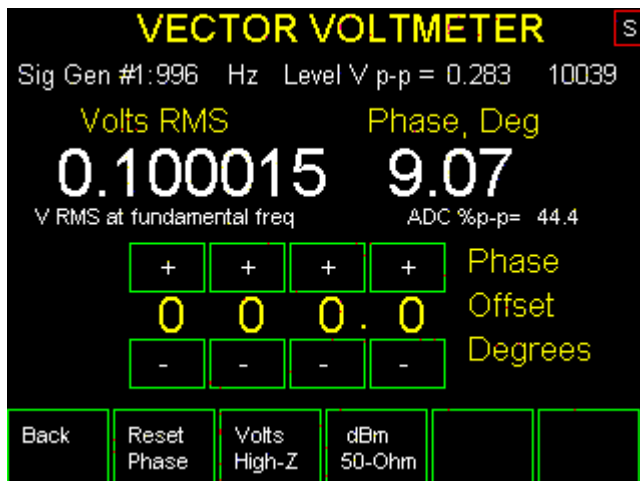 VECTOR VOLTMETER S
Sig Gen #1:996 Hz Level V p-p = 0.283 10039
Volts RMS Phase, Deg
0.100015 9.07
V RMS at fundamental freq ADC %p-p= 44.4
+ + + + Phase
0 0 0 . 0 Offset
- - - - Degrees
Back Reset Volts dBm
Phase High-Z 50-Ohm